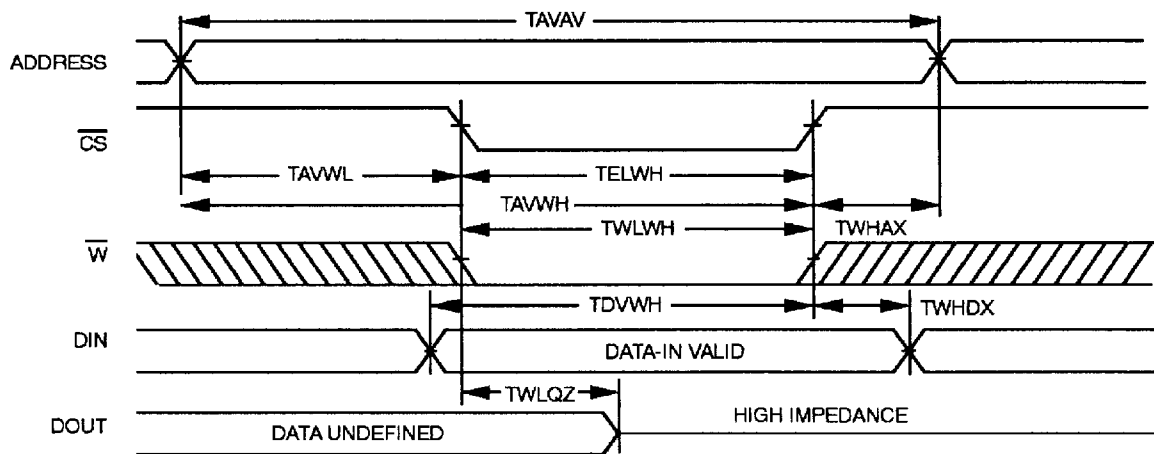 TAVAV
ADDRESS
C̅S̅
TAVWL TELWH
TAVWH
TWLWH TWHAX
W̅
TDVWH TWHDX
DIN DATA-IN VALID
TWLQZ
DOUT DATA UNDEFINED HIGH IMPEDANCE